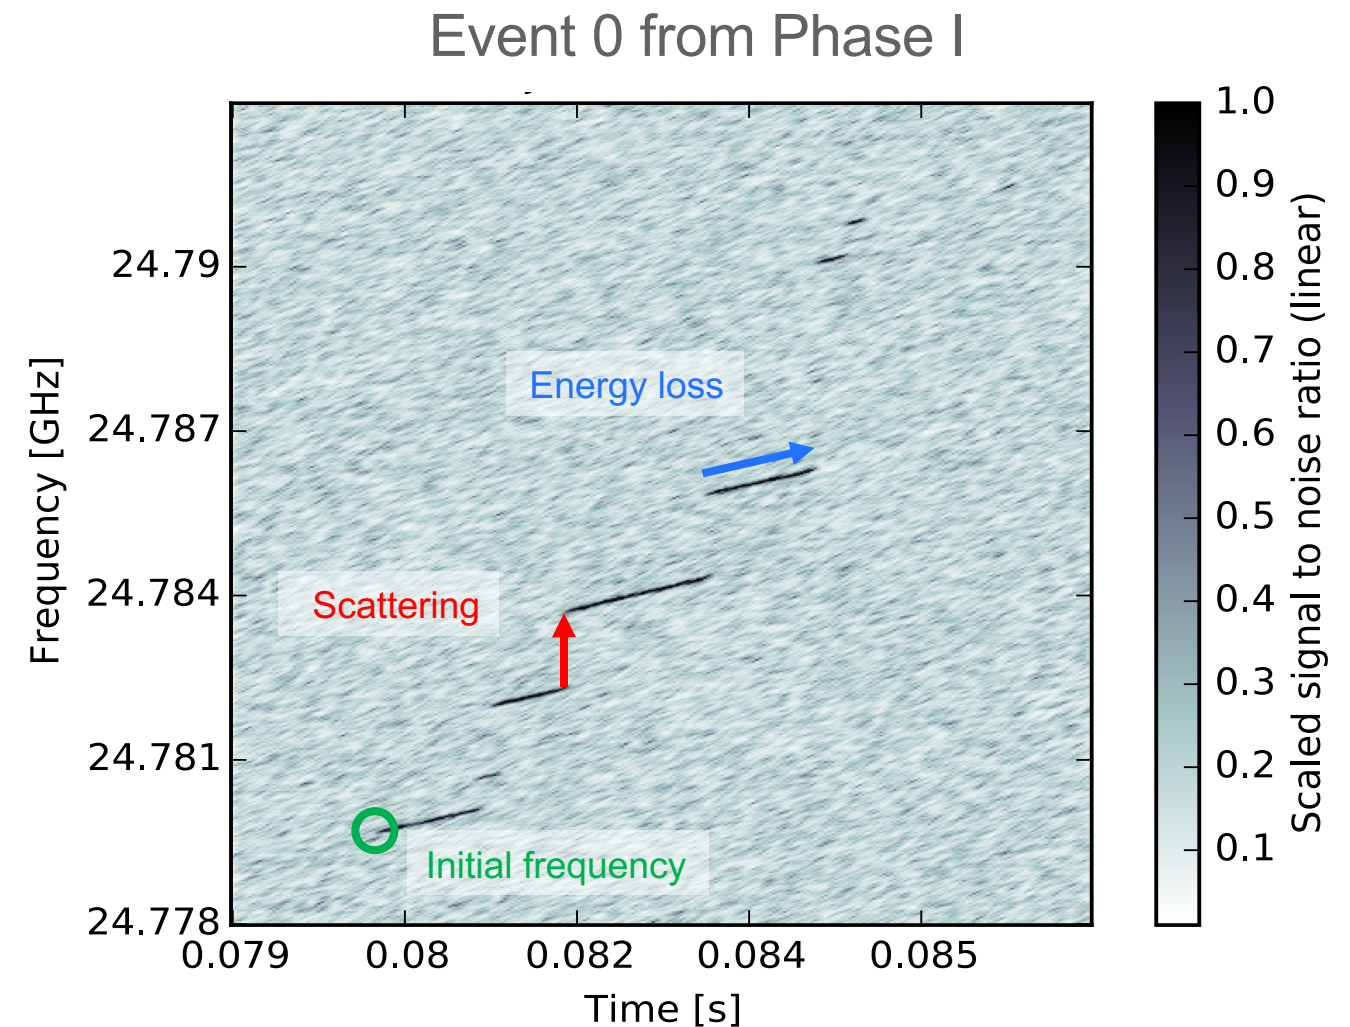 Event 0 from Phase I
Frequency [GHz]
24.79
24.787
24.784
24.781
24.778
Energy loss
Scattering
Initial frequency
0.079
0.08
0.082
0.084
0.085
Time [s]
1.0
0.9
0.8
0.7
0.6
0.5
0.4
0.3
0.2
0.1
Scaled signal to noise ratio (linear)